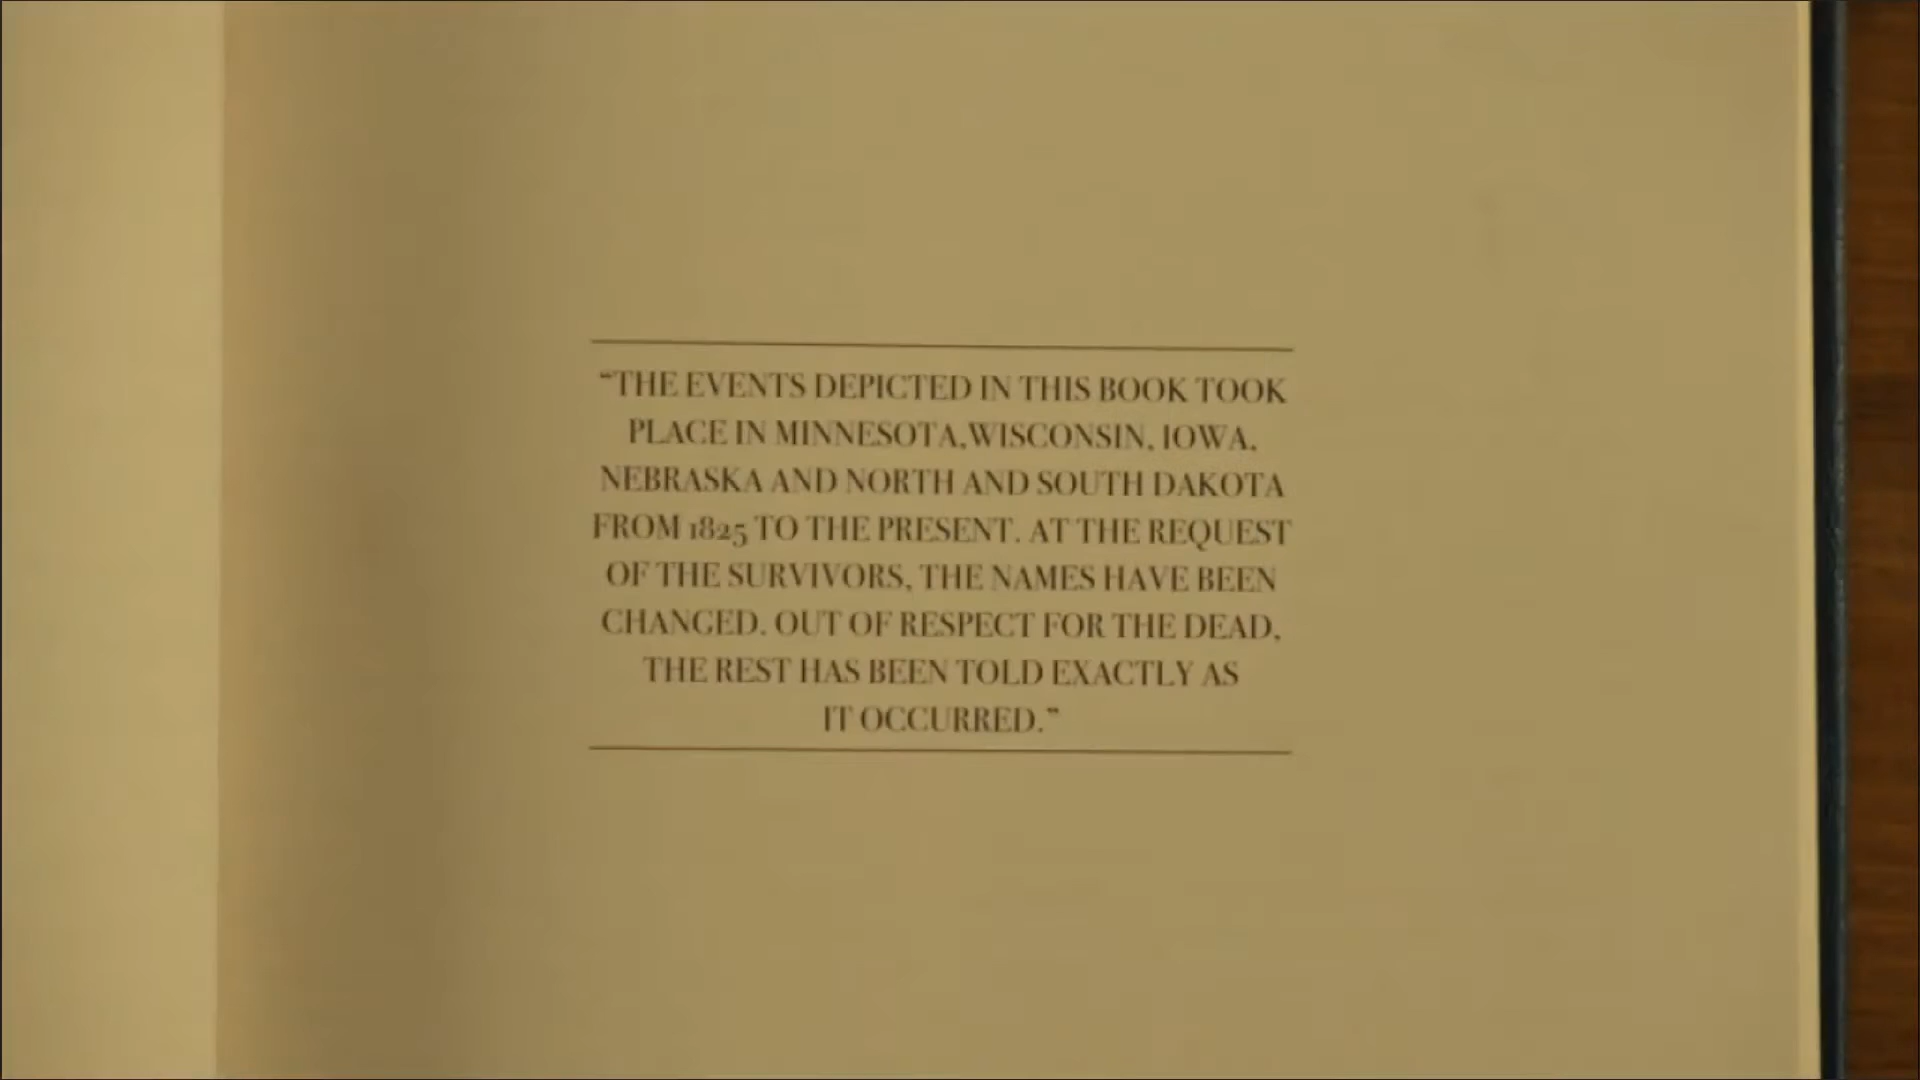 “THE EVENTS DEPICTED IN THIS BOOK TOOK
PLACE IN MINNESOTA,WISCONSIN, IOWA,
NEBRASKA AND NORTH AND SOUTH DAKOTA
FROM 1825 TO THE PRESENT. AT THE REQUEST
OF THE SURVIVORS, THE NAMES HAVE BEEN
CHANGED. OUT OF RESPECT FOR THE DEAD,
THE REST HAS BEEN TOLD EXACTLY AS
IT OCCURRED.”